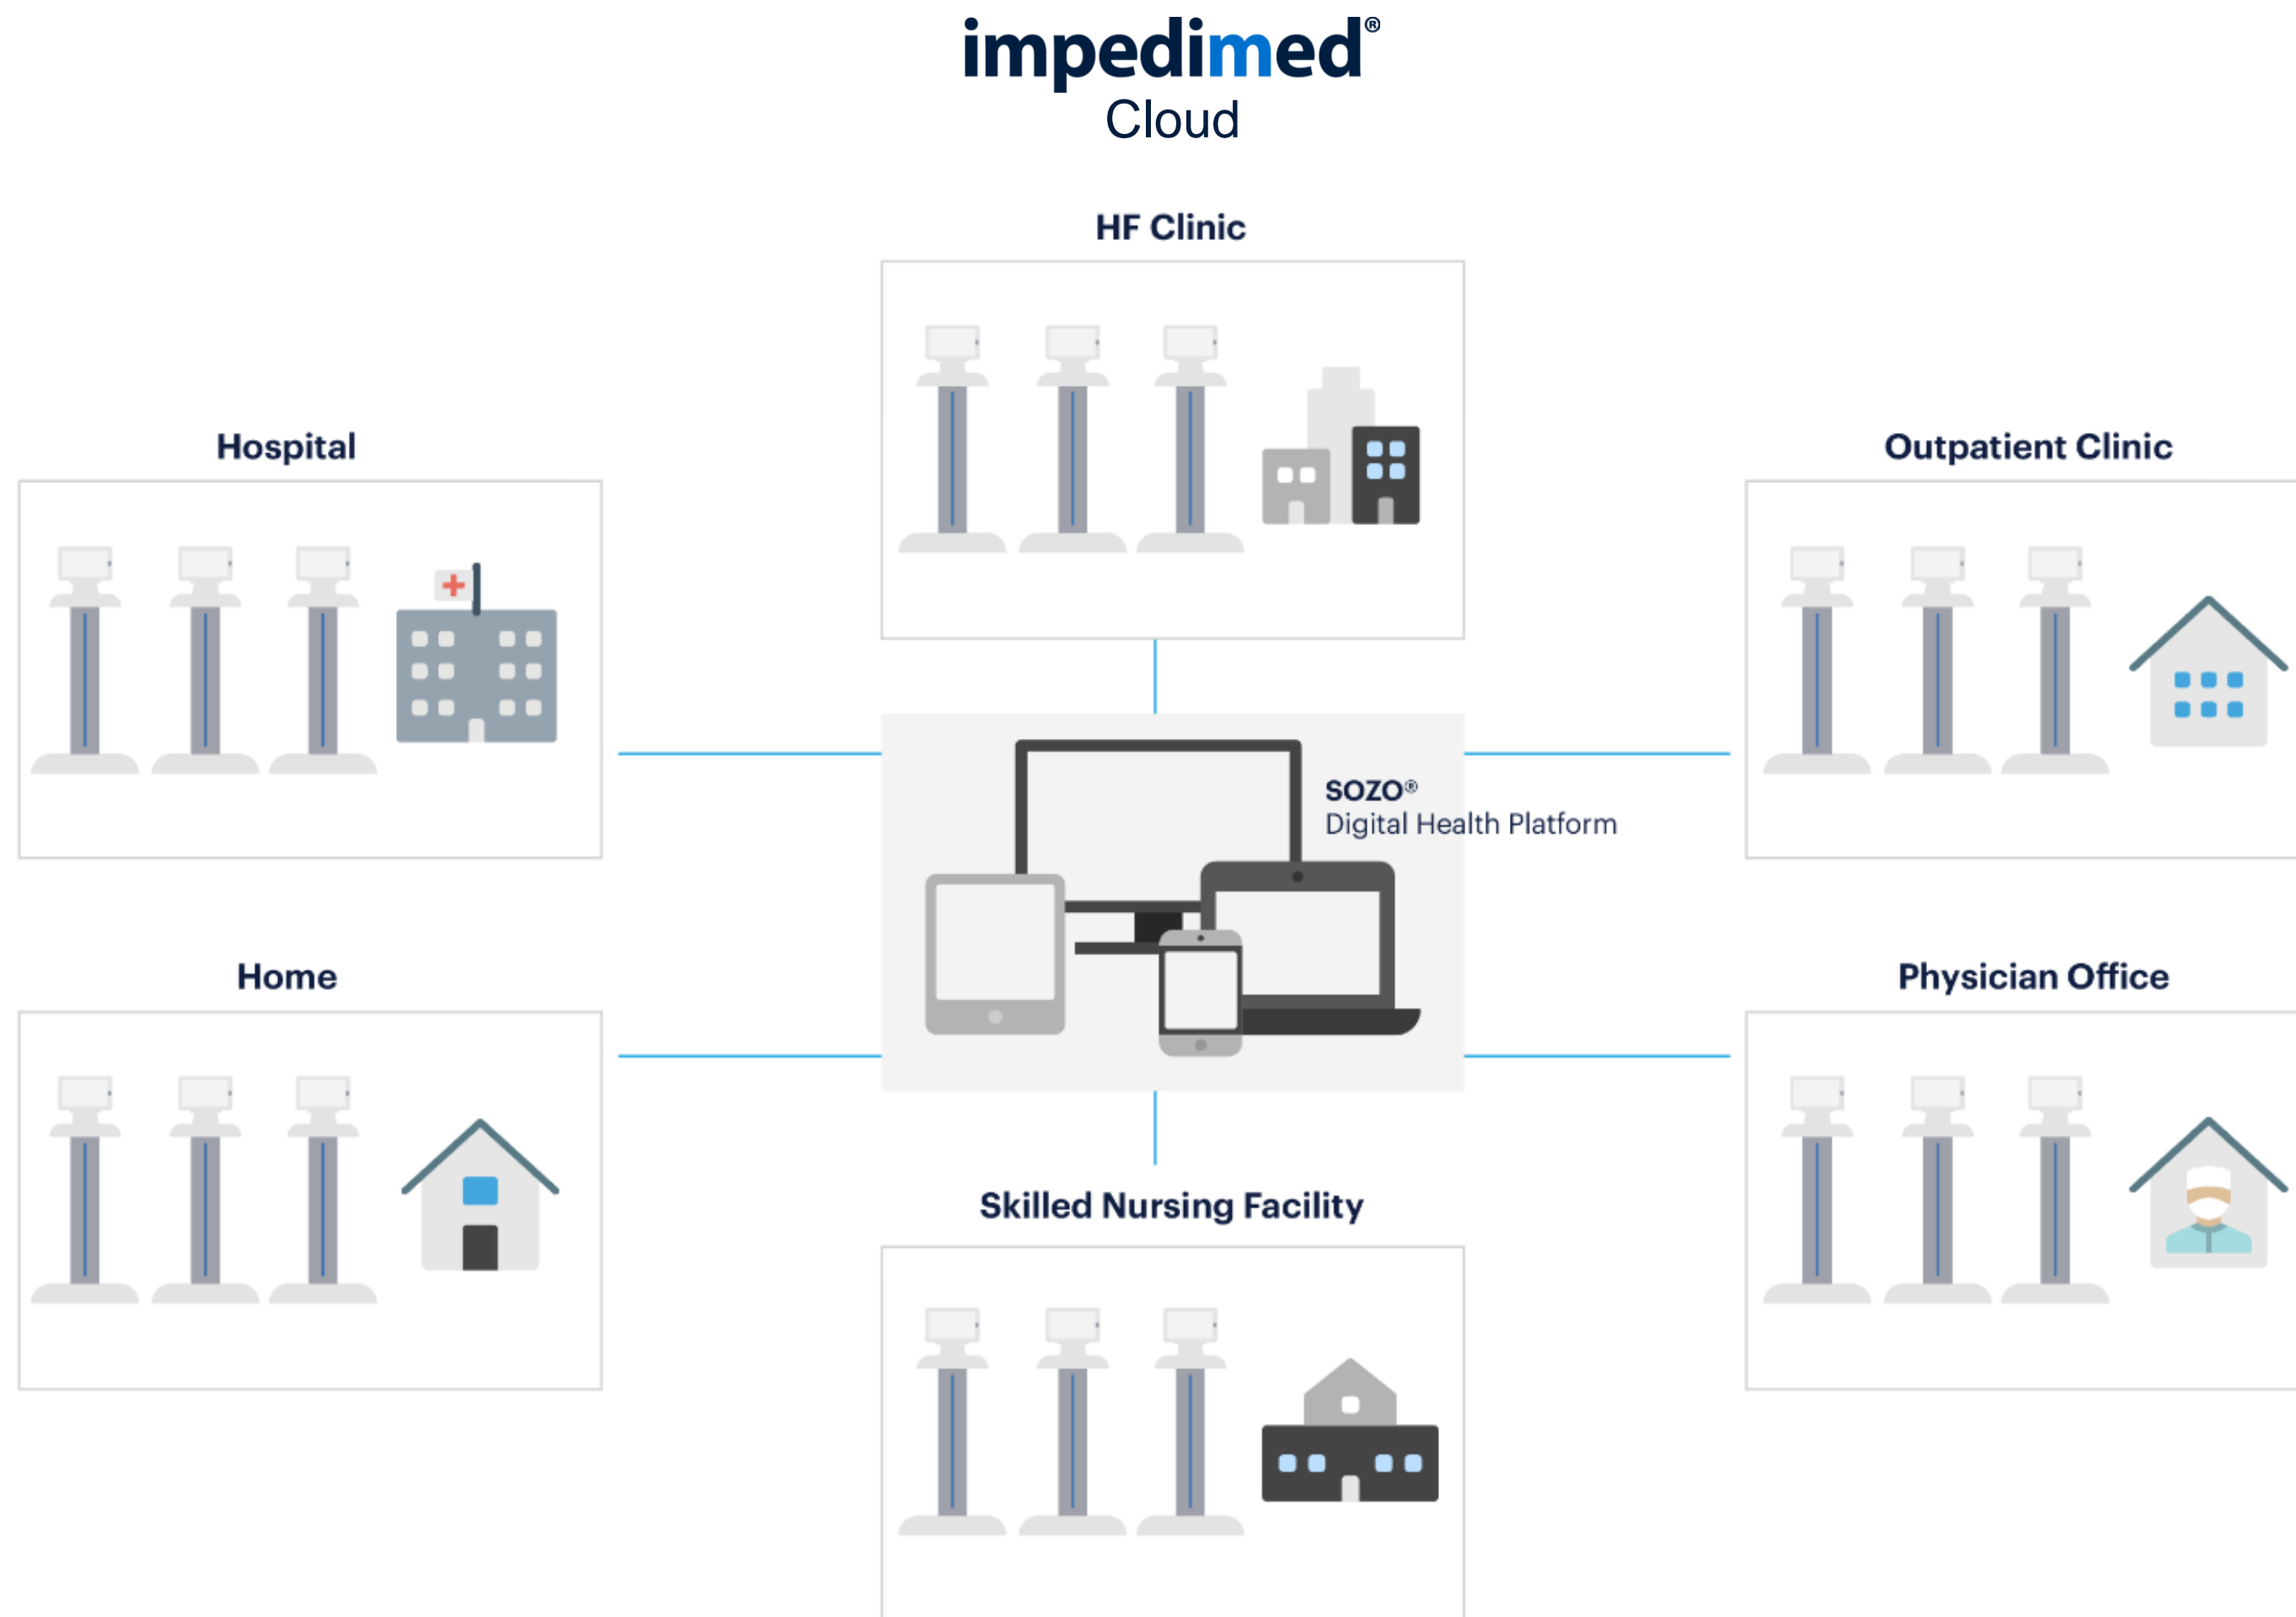 impedimed®
Cloud
HF Clinic
Hospital
Outpatient Clinic
SOZO®
Digital Health Platform
Home
Physician Office
Skilled Nursing Facility